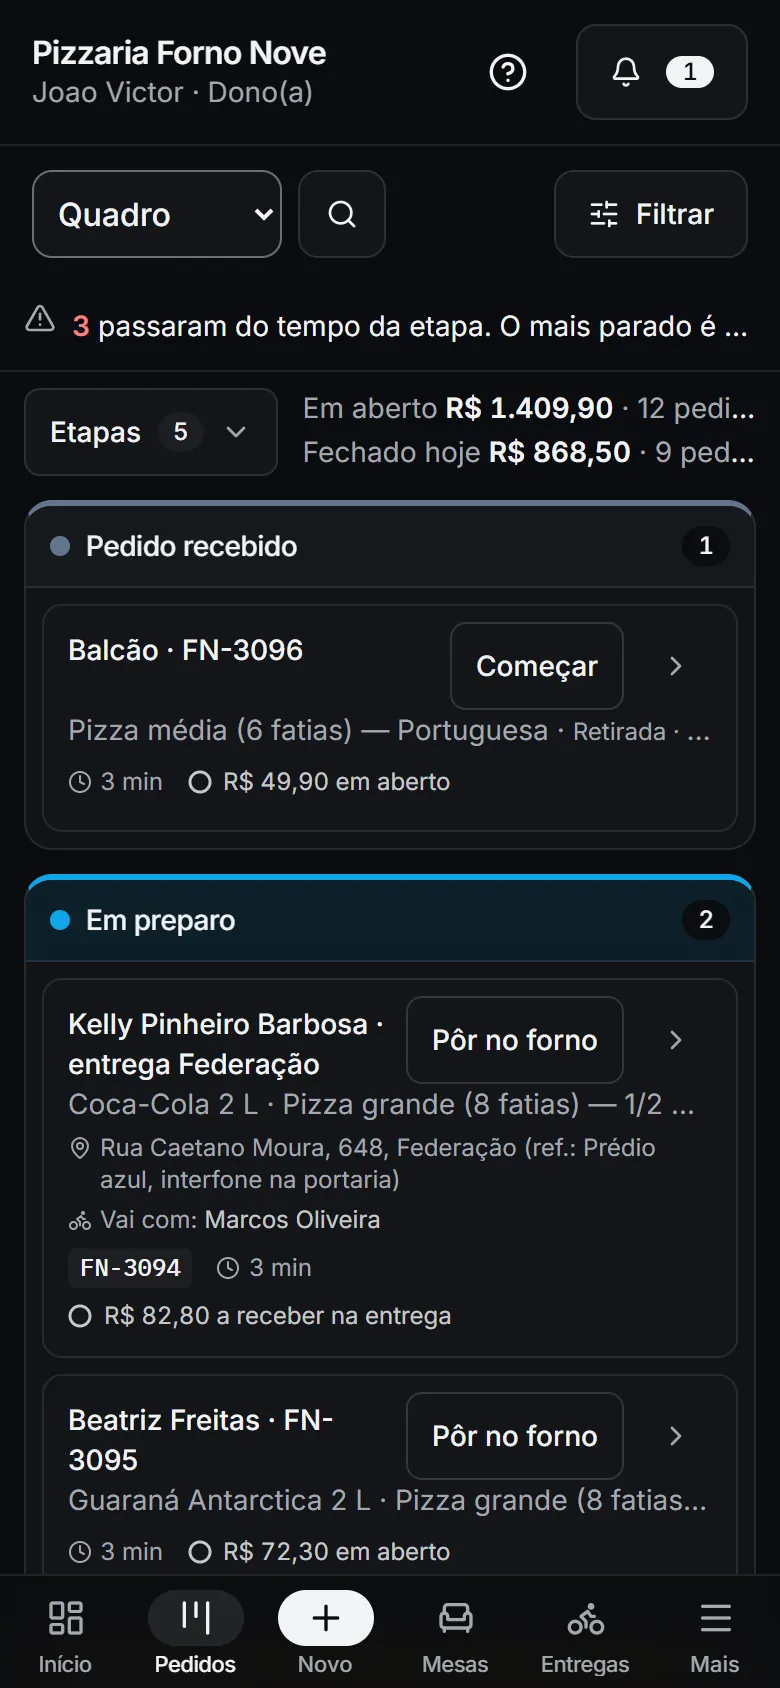 Pizzaria Forno Nove
Joao Victor · Dono(a)
1
Quadro
Filtrar
3 passaram do tempo da etapa. O mais parado é ...
Etapas 5
Em aberto R$ 1.409,90 · 12 pedi...
Fechado hoje R$ 868,50 · 9 ped...
Pedido recebido
1
Balcão · FN-3096
Começar
Pizza média (6 fatias) — Portuguesa · Retirada · ...
3 min
R$ 49,90 em aberto
Em preparo
2
Kelly Pinheiro Barbosa ·
entrega Federação
Pôr no forno
Coca-Cola 2 L · Pizza grande (8 fatias) — 1/2 ...
Rua Caetano Moura, 648, Federação (ref.: Prédio
azul, interfone na portaria)
Vai com: Marcos Oliveira
FN-3094
3 min
R$ 82,80 a receber na entrega
Beatriz Freitas · FN-
3095
Pôr no forno
Guaraná Antarctica 2 L · Pizza grande (8 fatias...
3 min
R$ 72,30 em aberto
Início
Pedidos
Novo
Mesas
Entregas
Mais